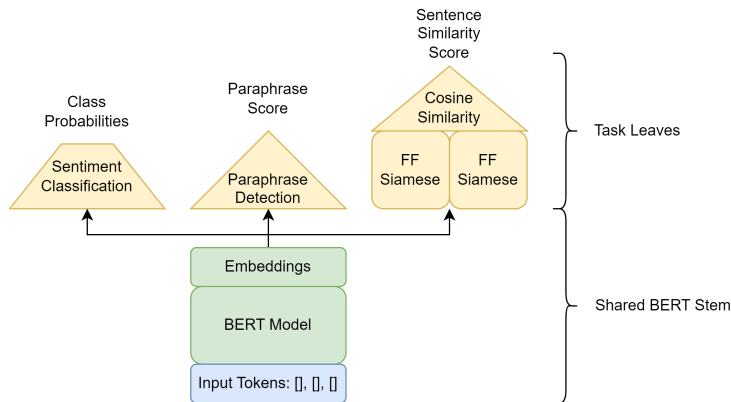 Sentence
Similarity
Score
Class
Probabilities
Paraphrase
Score
Cosine
Similarity
Task Leaves
Sentiment
Classification
Paraphrase
Detection
FF
Siamese
FF
Siamese
Embeddings
BERT Model
Shared BERT Stem
Input Tokens: [], [], []